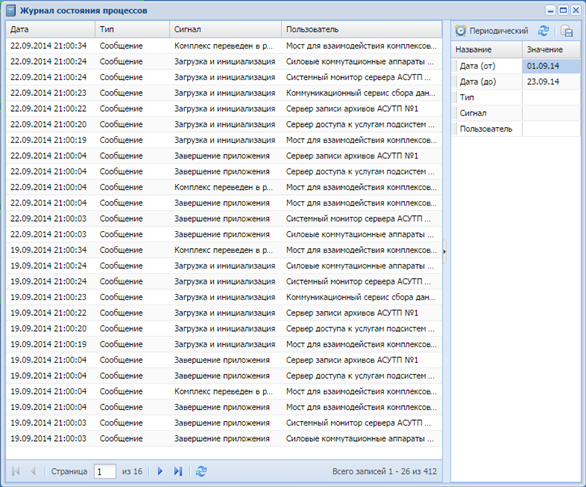 Журнал состояния процессов
Дата Тип Сигнал Пользователь
22.09.2014 21:00:34 Сообщение Комплекс переведен в р... Мост для взаимодействия комплексов...
22.09.2014 21:00:24 Сообщение Загрузка и инициализация Силовые коммутационные аппараты ...
22.09.2014 21:00:24 Сообщение Загрузка и инициализация Системный монитор сервера АСУТП ...
22.09.2014 21:00:23 Сообщение Загрузка и инициализация Коммуникационный сервис сбора дан...
22.09.2014 21:00:22 Сообщение Загрузка и инициализация Сервер записи архивов АСУТП №1
22.09.2014 21:00:20 Сообщение Загрузка и инициализация Сервер доступа к услугам подсистем ...
22.09.2014 21:00:19 Сообщение Загрузка и инициализация Мост для взаимодействия комплексов...
22.09.2014 21:00:04 Сообщение Завершение приложения Сервер записи архивов АСУТП №1
22.09.2014 21:00:04 Сообщение Завершение приложения Сервер доступа к услугам подсистем ...
22.09.2014 21:00:04 Сообщение Комплекс переведен в р... Мост для взаимодействия комплексов...
22.09.2014 21:00:04 Сообщение Завершение приложения Мост для взаимодействия комплексов...
22.09.2014 21:00:03 Сообщение Завершение приложения Системный монитор сервера АСУТП ...
22.09.2014 21:00:03 Сообщение Завершение приложения Силовые коммутационные аппараты ...
19.09.2014 21:00:34 Сообщение Комплекс переведен в р... Мост для взаимодействия комплексов...
19.09.2014 21:00:24 Сообщение Загрузка и инициализация Силовые коммутационные аппараты ...
19.09.2014 21:00:24 Сообщение Загрузка и инициализация Системный монитор сервера АСУТП ...
19.09.2014 21:00:23 Сообщение Загрузка и инициализация Коммуникационный сервис сбора дан...
19.09.2014 21:00:22 Сообщение Загрузка и инициализация Сервер записи архивов АСУТП №1
19.09.2014 21:00:20 Сообщение Загрузка и инициализация Сервер доступа к услугам подсистем ...
19.09.2014 21:00:19 Сообщение Загрузка и инициализация Мост для взаимодействия комплексов...
19.09.2014 21:00:04 Сообщение Завершение приложения Сервер записи архивов АСУТП №1
19.09.2014 21:00:04 Сообщение Завершение приложения Сервер доступа к услугам подсистем ...
19.09.2014 21:00:04 Сообщение Комплекс переведен в р... Мост для взаимодействия комплексов...
19.09.2014 21:00:04 Сообщение Завершение приложения Мост для взаимодействия комплексов...
19.09.2014 21:00:03 Сообщение Завершение приложения Системный монитор сервера АСУТП ...
19.09.2014 21:00:03 Сообщение Завершение приложения Силовые коммутационные аппараты ...
Страница 1 из 16 Всего записей 1 - 26 из 412
Периодический
Название Значение
Дата (от) 01.09.14
Дата (до) 23.09.14
Тип
Сигнал
Пользователь